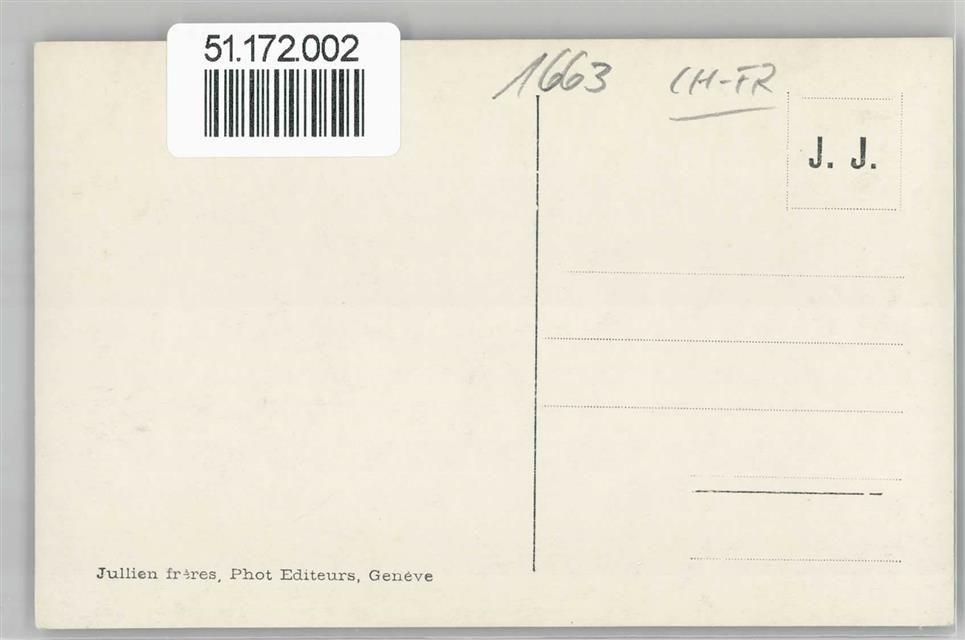 51.172.002
1663 CH-FR
J. J.
Jullien frères, Phot Editeurs, Genève